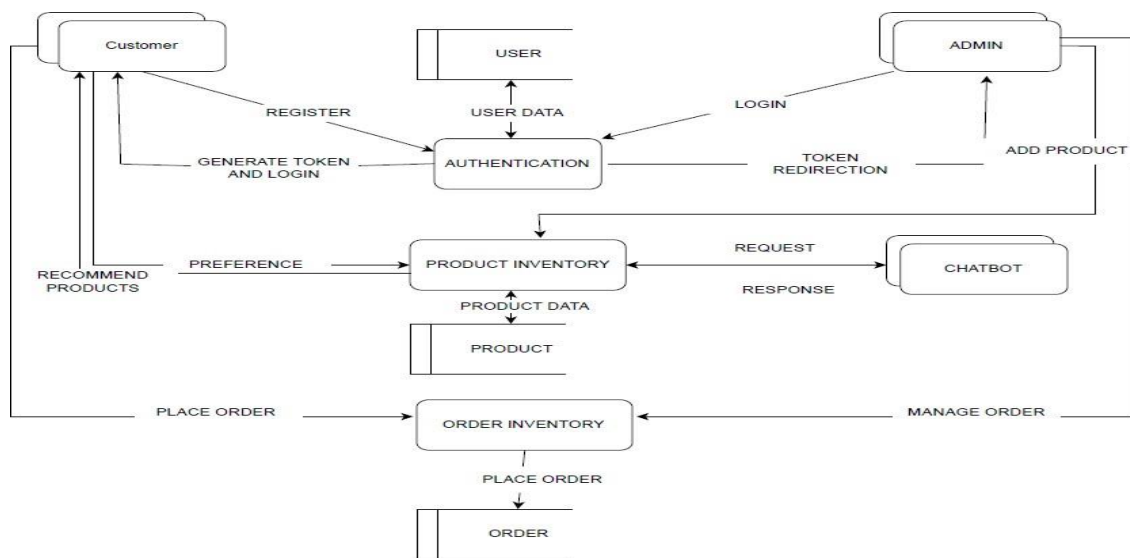 Customer
USER
ADMIN
REGISTER
USER DATA
LOGIN
GENERATE TOKEN
AND LOGIN
AUTHENTICATION
TOKEN
REDIRECTION
ADD PRODUCT
RECOMMEND
PRODUCTS
PREFERENCE
PRODUCT INVENTORY
REQUEST
RESPONSE
CHATBOT
PRODUCT DATA
PRODUCT
PLACE ORDER
ORDER INVENTORY
MANAGE ORDER
PLACE ORDER
ORDER